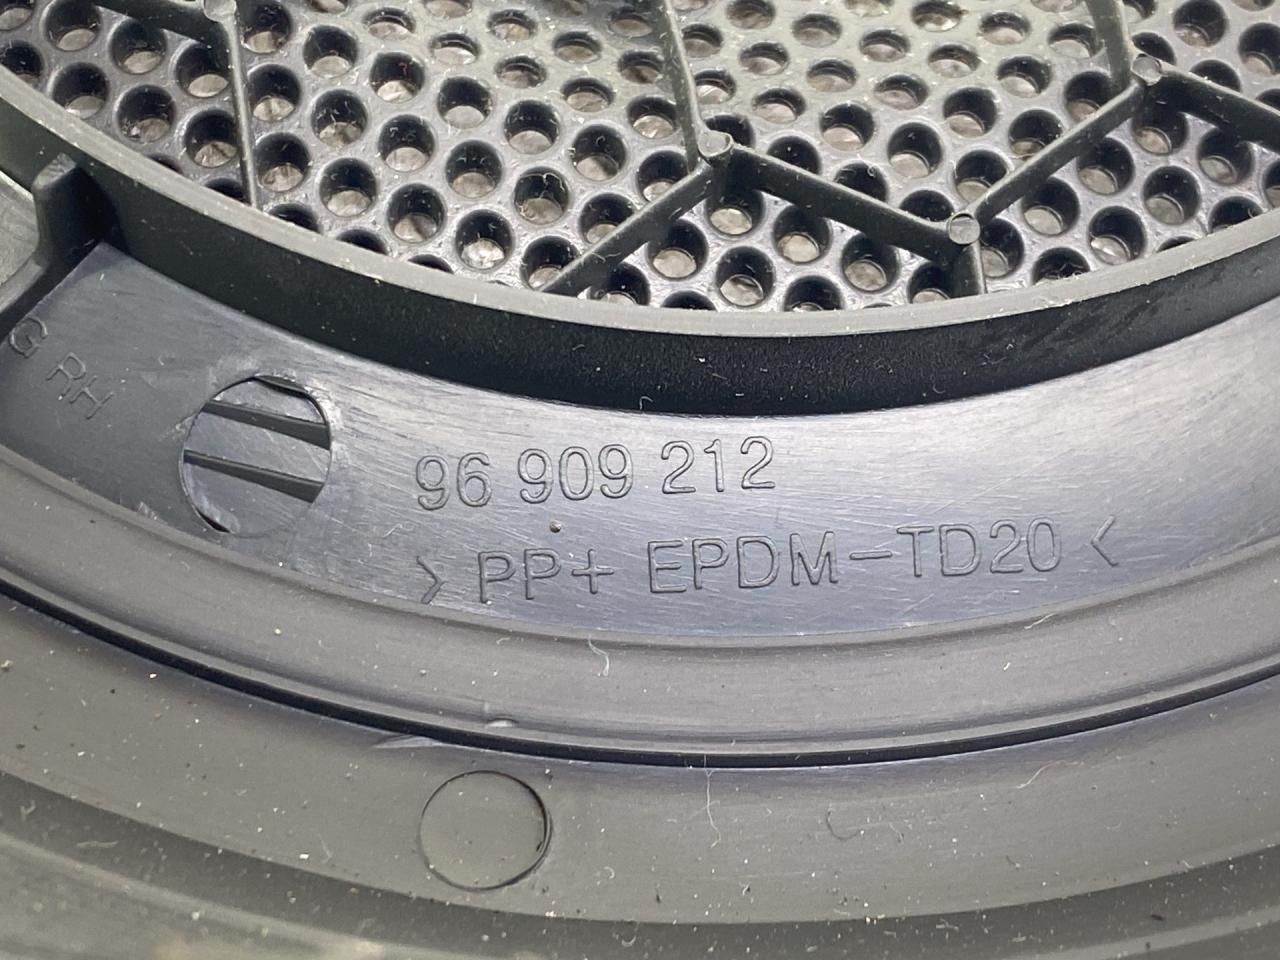 G RH
96 909 212
> PP+ EPDM-TD20 <